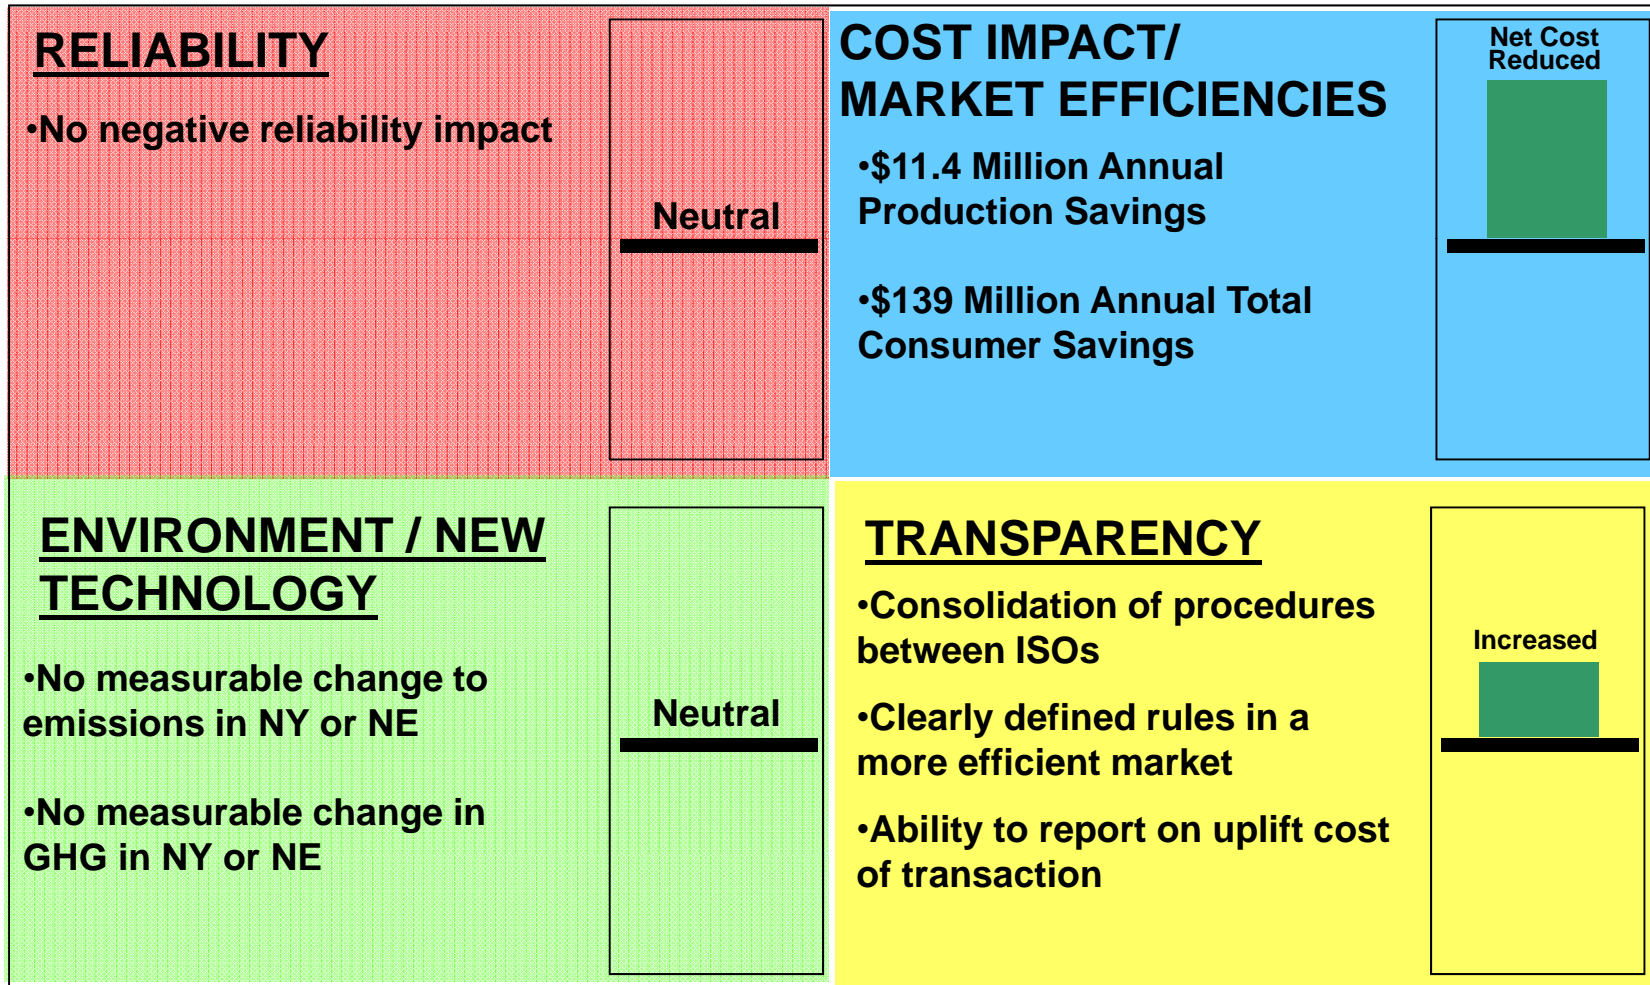 RELIABILITY
•No negative reliability impact
Neutral
COST IMPACT/
MARKET EFFICIENCIES
•$11.4 Million Annual
Production Savings
•$139 Million Annual Total
Consumer Savings
Net Cost
Reduced
ENVIRONMENT / NEW
TECHNOLOGY
•No measurable change to
emissions in NY or NE
•No measurable change in
GHG in NY or NE
Neutral
TRANSPARENCY
•Consolidation of procedures
between ISOs
•Clearly defined rules in a
more efficient market
•Ability to report on uplift cost
of transaction
Increased